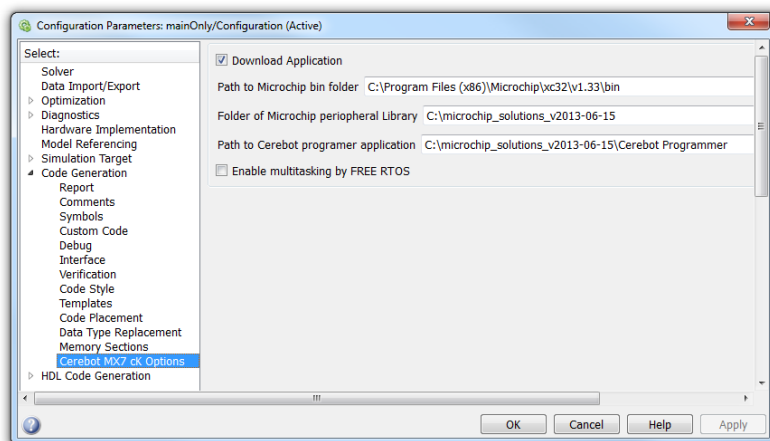 Configuration Parameters: mainOnly/Configuration (Active)
Select:
Solver
Data Import/Export
Optimization
Diagnostics
Hardware Implementation
Model Referencing
Simulation Target
Code Generation
Report
Comments
Symbols
Custom Code
Debug
Interface
Verification
Code Style
Templates
Code Placement
Data Type Replacement
Memory Sections
Cerebot MX7 cK Options
HDL Code Generation
Download Application
Path to Microchip bin folder C:\Program Files (x86)\Microchip\xc32\v1.33\bin
Folder of Microchip periopheral Library C:\microchip_solutions_v2013-06-15
Path to Cerebot programer application C:\microchip_solutions_v2013-06-15\Cerebot Programmer
Enable multitasking by FREE RTOS
OK Cancel Help Apply